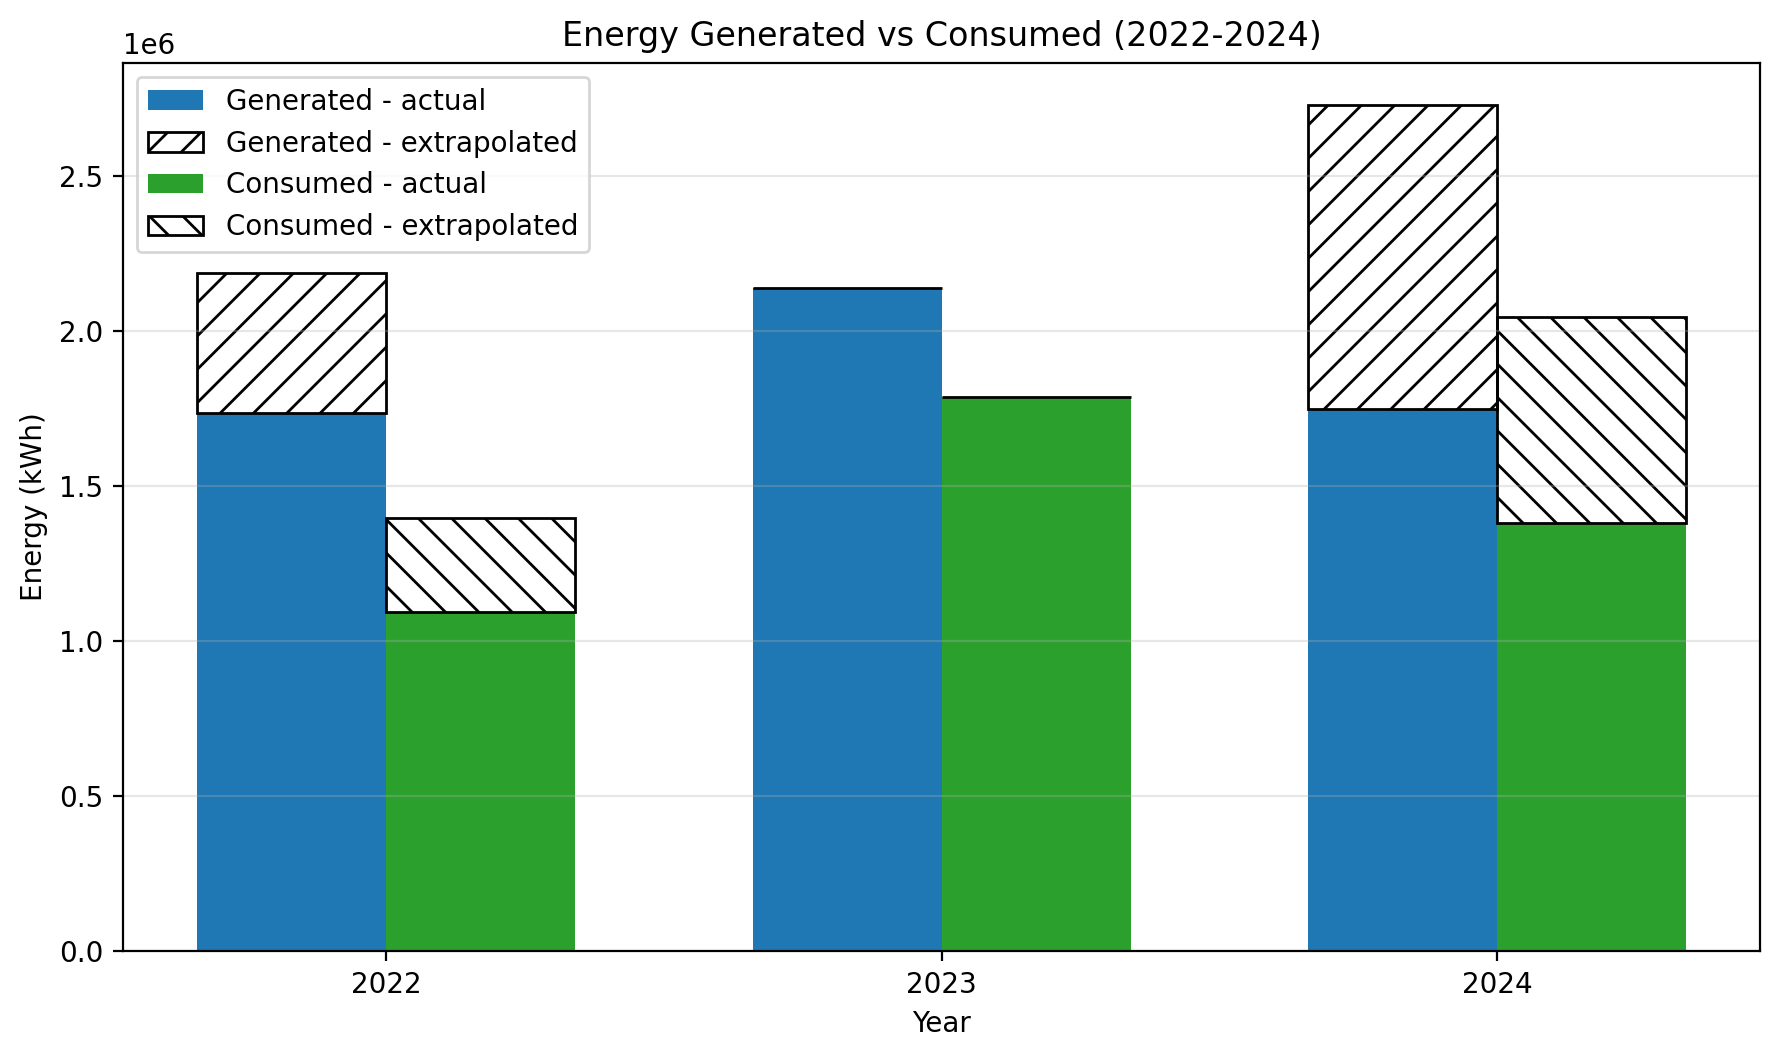 Energy Generated vs Consumed (2022-2024)
1e6
Generated - actual
Generated - extrapolated
Consumed - actual
Consumed - extrapolated
2.5
2.0
1.5
1.0
0.5
0.0
Energy (kWh)
2022
2023
2024
Year